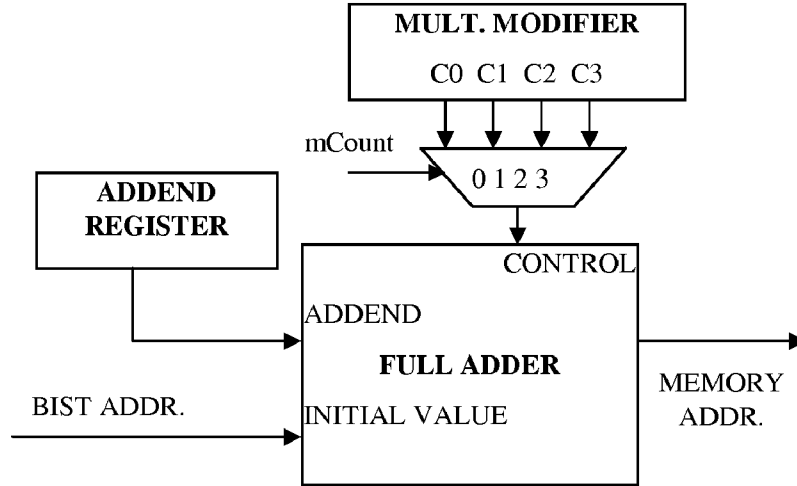 MULT. MODIFIER
C0 C1 C2 C3
mCount
0 1 2 3
ADDEND
REGISTER
CONTROL
ADDEND
FULL ADDER
MEMORY
ADDR.
BIST ADDR.
INITIAL VALUE